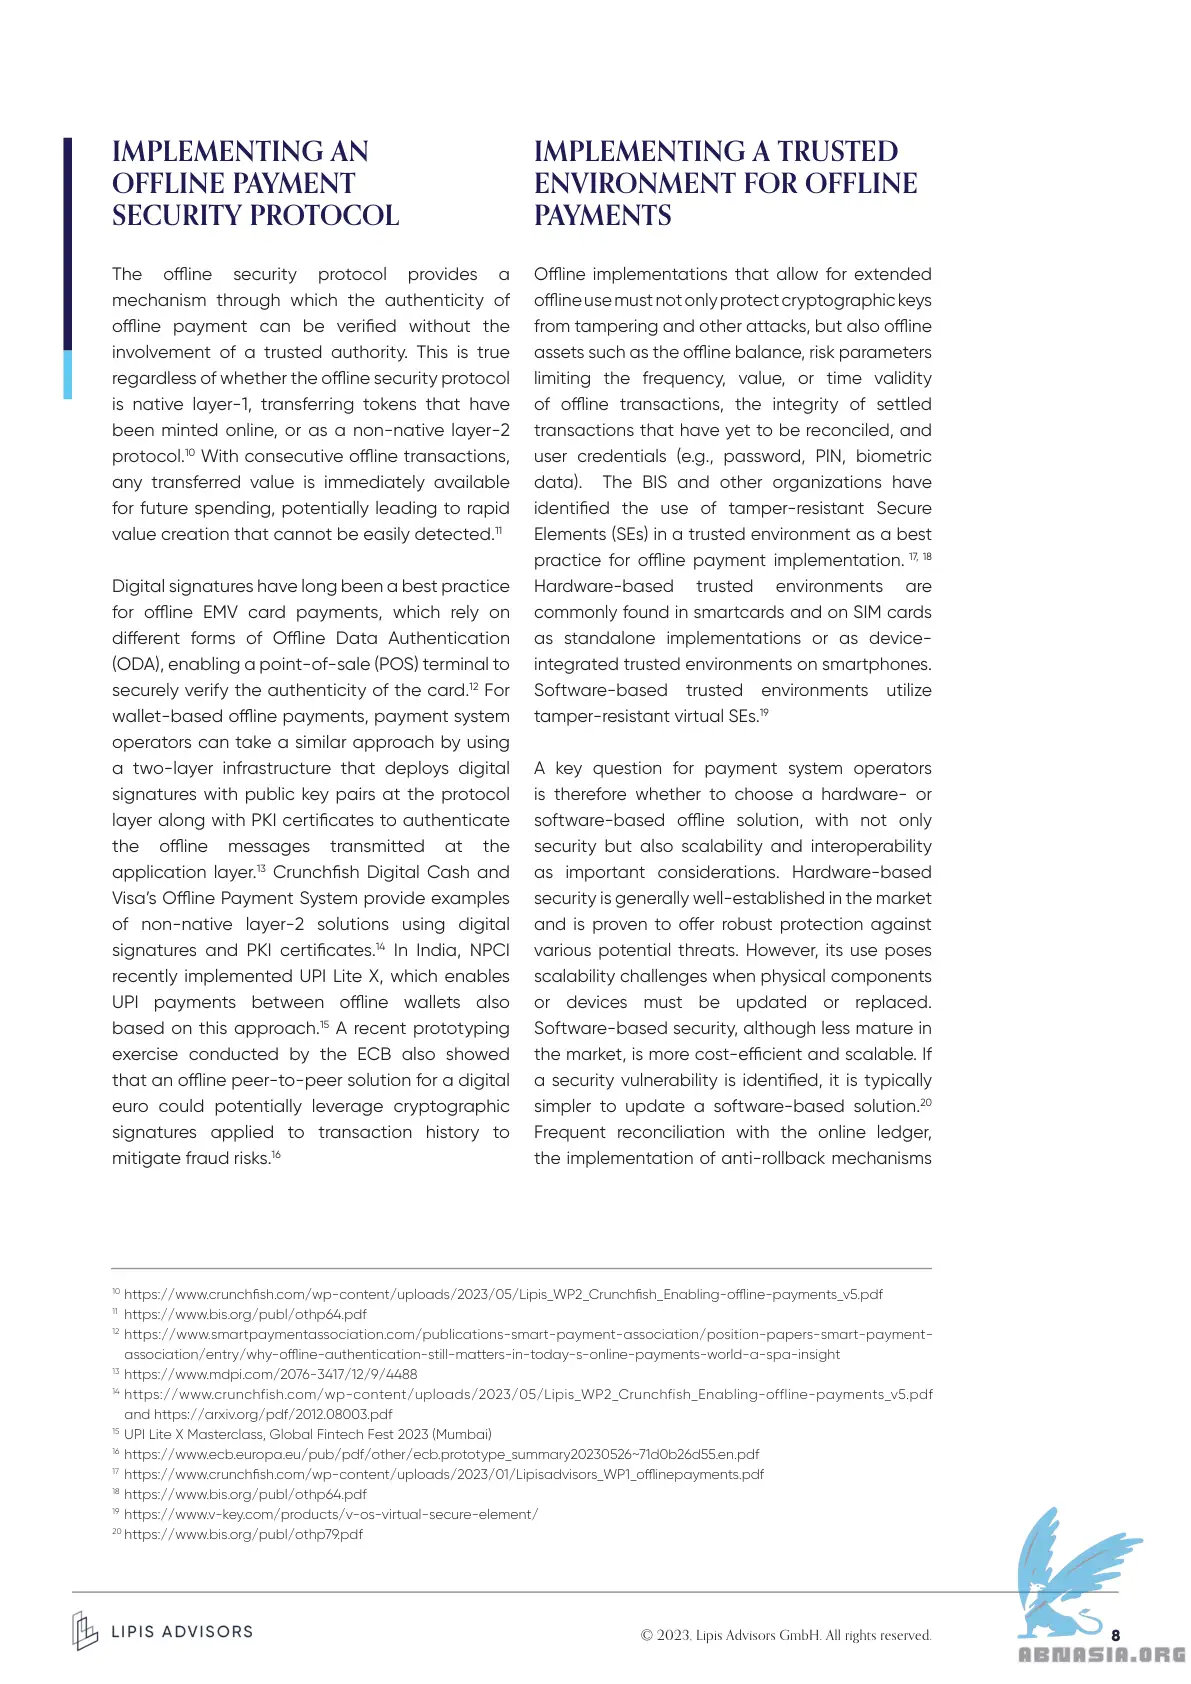 IMPLEMENTING AN
OFFLINE PAYMENT
SECURITY PROTOCOL
The offline security protocol provides a
mechanism through which the authenticity of
offline payment can be verified without the
involvement of a trusted authority. This is true
regardless of whether the offline security protocol
is native layer-1, transferring tokens that have
been minted online, or as a non-native layer-2
protocol.10 With consecutive offline transactions,
any transferred value is immediately available
for future spending, potentially leading to rapid
value creation that cannot be easily detected.11
Digital signatures have long been a best practice
for offline EMV card payments, which rely on
different forms of Offline Data Authentication
(ODA), enabling a point-of-sale (POS) terminal to
securely verify the authenticity of the card.12 For
wallet-based offline payments, payment system
operators can take a similar approach by using
a two-layer infrastructure that deploys digital
signatures with public key pairs at the protocol
layer along with PKI certificates to authenticate
the offline messages transmitted at the
application layer.13 Crunchfish Digital Cash and
Visa's Offline Payment System provide examples
of non-native layer-2 solutions using digital
signatures and PKI certificates.14 In India, NPCI
recently implemented UPI Lite X, which enables
UPI payments between offline wallets also
based on this approach.15 A recent prototyping
exercise conducted by the ECB also showed
that an offline peer-to-peer solution for a digital
euro could potentially leverage cryptographic
signatures applied to transaction history to
mitigate fraud risks.16
IMPLEMENTING A TRUSTED
ENVIRONMENT FOR OFFLINE
PAYMENTS
Offline implementations that allow for extended
offline use must not only protect cryptographic keys
from tampering and other attacks, but also offline
assets such as the offline balance, risk parameters
limiting the frequency, value, or time validity
of offline transactions, the integrity of settled
transactions that have yet to be reconciled, and
user credentials (e.g., password, PIN, biometric
data). The BIS and other organizations have
identified the use of tamper-resistant Secure
Elements (SEs) in a trusted environment as a best
practice for offline payment implementation. 17, 18
Hardware-based trusted environments are
commonly found in smartcards and on SIM cards
as standalone implementations or as device-
integrated trusted environments on smartphones.
Software-based trusted environments utilize
tamper-resistant virtual SEs.19
A key question for payment system operators
is therefore whether to choose a hardware- or
software-based offline solution, with not only
security but also scalability and interoperability
as important considerations. Hardware-based
security is generally well-established in the market
and is proven to offer robust protection against
various potential threats. However, its use poses
scalability challenges when physical components
or devices must be updated or replaced.
Software-based security, although less mature in
the market, is more cost-efficient and scalable. If
a security vulnerability is identified, it is typically
simpler to update a software-based solution.20
Frequent reconciliation with the online ledger,
the implementation of anti-rollback mechanisms
10 https://www.crunchfish.com/wp-content/uploads/2023/05/Lipis_WP2_Crunchfish_Enabling-offline-payments_v5.pdf
11 https://www.bis.org/publ/othp64.pdf
12 https://www.smartpaymentassociation.com/publications-smart-payment-association/position-papers-smart-payment-
association/entry/why-offline-authentication-still-matters-in-today-s-online-payments-world-a-spa-insight
13 https://www.mdpi.com/2076-3417/12/9/4488
14 https://www.crunchfish.com/wp-content/uploads/2023/05/Lipis_WP2_Crunchfish_Enabling-offline-payments_v5.pdf
and https://arxiv.org/pdf/2012.08003.pdf
15 UPI Lite X Masterclass, Global Fintech Fest 2023 (Mumbai)
16 https://www.ecb.europa.eu/pub/pdf/other/ecb.prototype_summary20230526~71d0b26d55.en.pdf
17 https://www.crunchfish.com/wp-content/uploads/2023/01/Lipisadvisors_WP1_offlinepayments.pdf
18 https://www.bis.org/publ/othp64.pdf
19 https://www.v-key.com/products/v-os-virtual-secure-element/
20 https://www.bis.org/publ/othp79.pdf
LIPIS ADVISORS
© 2023, Lipis Advisors GmbH. All rights reserved.
8
ABNASIA.ORG